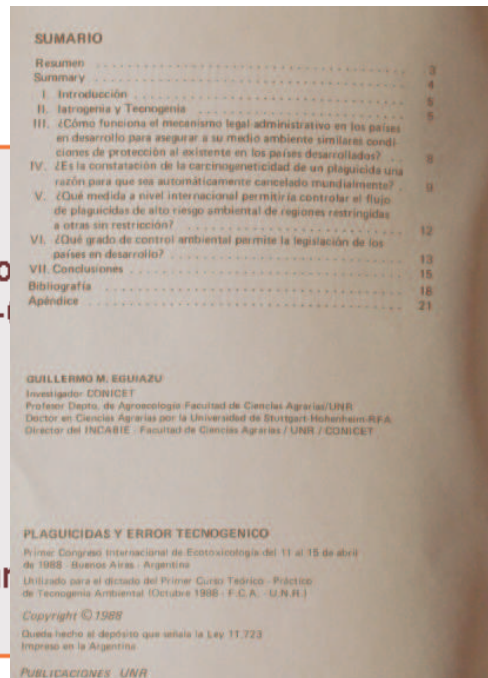 SUMARIO
Resumen . . . . . . . . . . 3
Summary . . . . . . . . . . 4
I. Introducción . . . . . . . . . . 5
II. Iatrogenia y Tecnogenia . . . . . . . . . . 5
III. ¿Cómo funciona el mecanismo legal administrativo en los países
en desarrollo para asegurar a su medio ambiente similares condi-
ciones de protección al existente en los países desarrollados? . . 8
IV. ¿Es la constatación de la carcinogeneticidad de un plaguicida una
razón para que sea automáticamente cancelado mundialmente? . . 9
V. ¿Qué medida a nivel internacional permitiría controlar el flujo
de plaguicidas de alto riesgo ambiental de regiones restringidas
a otras sin restricción? . . . . . . . . . . 12
VI. ¿Qué grado de control ambiental permite la legislación de los
países en desarrollo? . . . . . . . . . . 13
VII. Conclusiones . . . . . . . . . . 15
Bibliografía . . . . . . . . . . 18
Apéndice . . . . . . . . . . 21
GUILLERMO M. EGUIAZU
Investigador CONICET
Profesor Depto. de Agroecología Facultad de Ciencias Agrarias/UNR
Doctor en Ciencias Agrarias por la Universidad de Stuttgart-Hohenheim-RFA
Director del INCABIE - Facultad de Ciencias Agrarias / UNR / CONICET
PLAGUICIDAS Y ERROR TECNOGENICO
Primer Congreso Internacional de Ecotoxicología del 11 al 15 de abril
de 1988 - Buenos Aires - Argentina
Utilizado para el dictado del Primer Curso Teórico - Práctico
de Tecnogenia Ambiental (Octubre 1988 - F.C.A. - U.N.R.)
Copyright © 1988
Queda hecho el depósito que señala la Ley 11.723
Impreso en la Argentina
PUBLICACIONES UNR